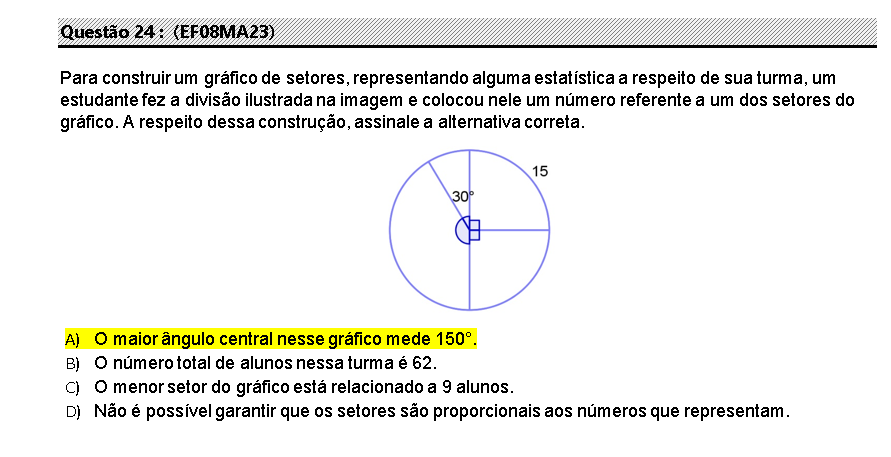 Questão 24 : (EF08MA23)
Para construir um gráfico de setores, representando alguma estatística a respeito de sua turma, um
estudante fez a divisão ilustrada na imagem e colocou nele um número referente a um dos setores do
gráfico. A respeito dessa construção, assinale a alternativa correta.
15
30°
A) O maior ângulo central nesse gráfico mede 150°.
B) O número total de alunos nessa turma é 62.
C) O menor setor do gráfico está relacionado a 9 alunos.
D) Não é possível garantir que os setores são proporcionais aos números que representam.